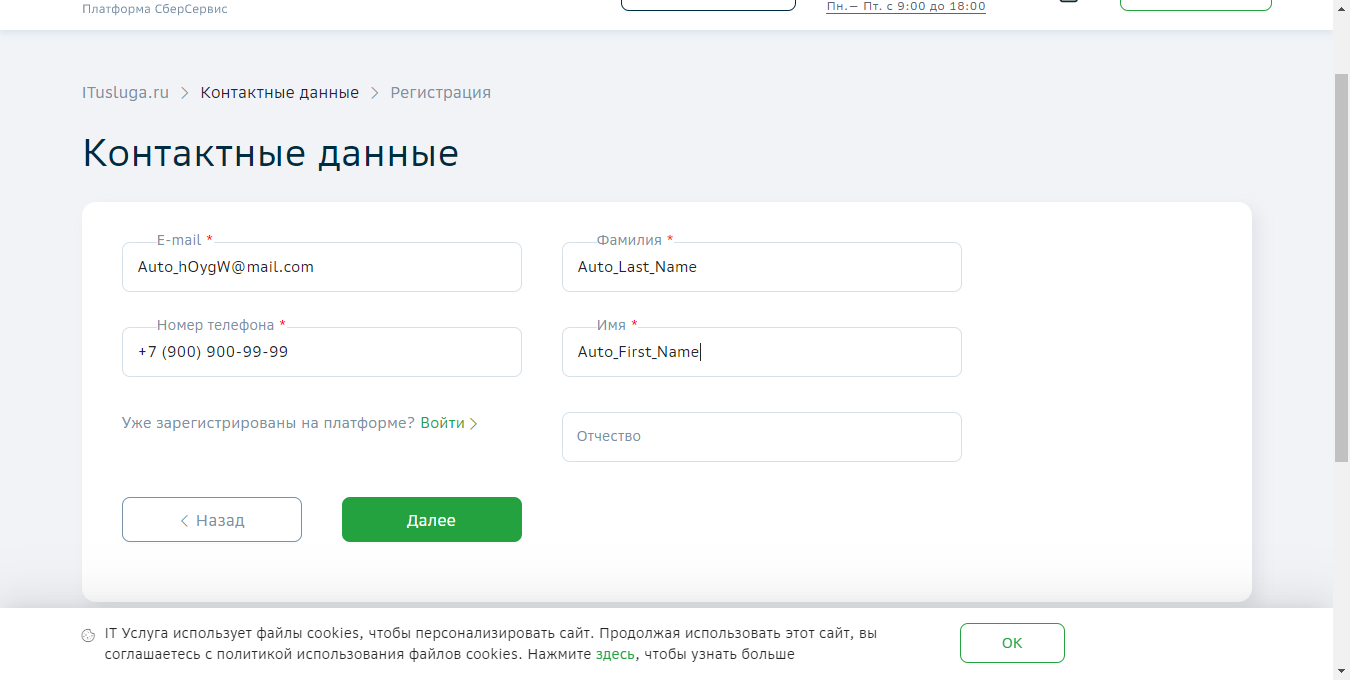 Платформа СберСервис
Пн.— Пт. с 9:00 до 18:00
ITusluga.ru > Контактные данные > Регистрация
Контактные данные
E-mail *
Auto_hOygW@mail.com
Фамилия *
Auto_Last_Name
Номер телефона *
+7 (900) 900-99-99
Имя *
Auto_First_Name
Уже зарегистрированы на платформе? Войти >
Отчество
< Назад
Далее
IT Услуга использует файлы cookies, чтобы персонализировать сайт. Продолжая использовать этот сайт, вы
соглашаетесь с политикой использования файлов cookies. Нажмите здесь, чтобы узнать больше
OK